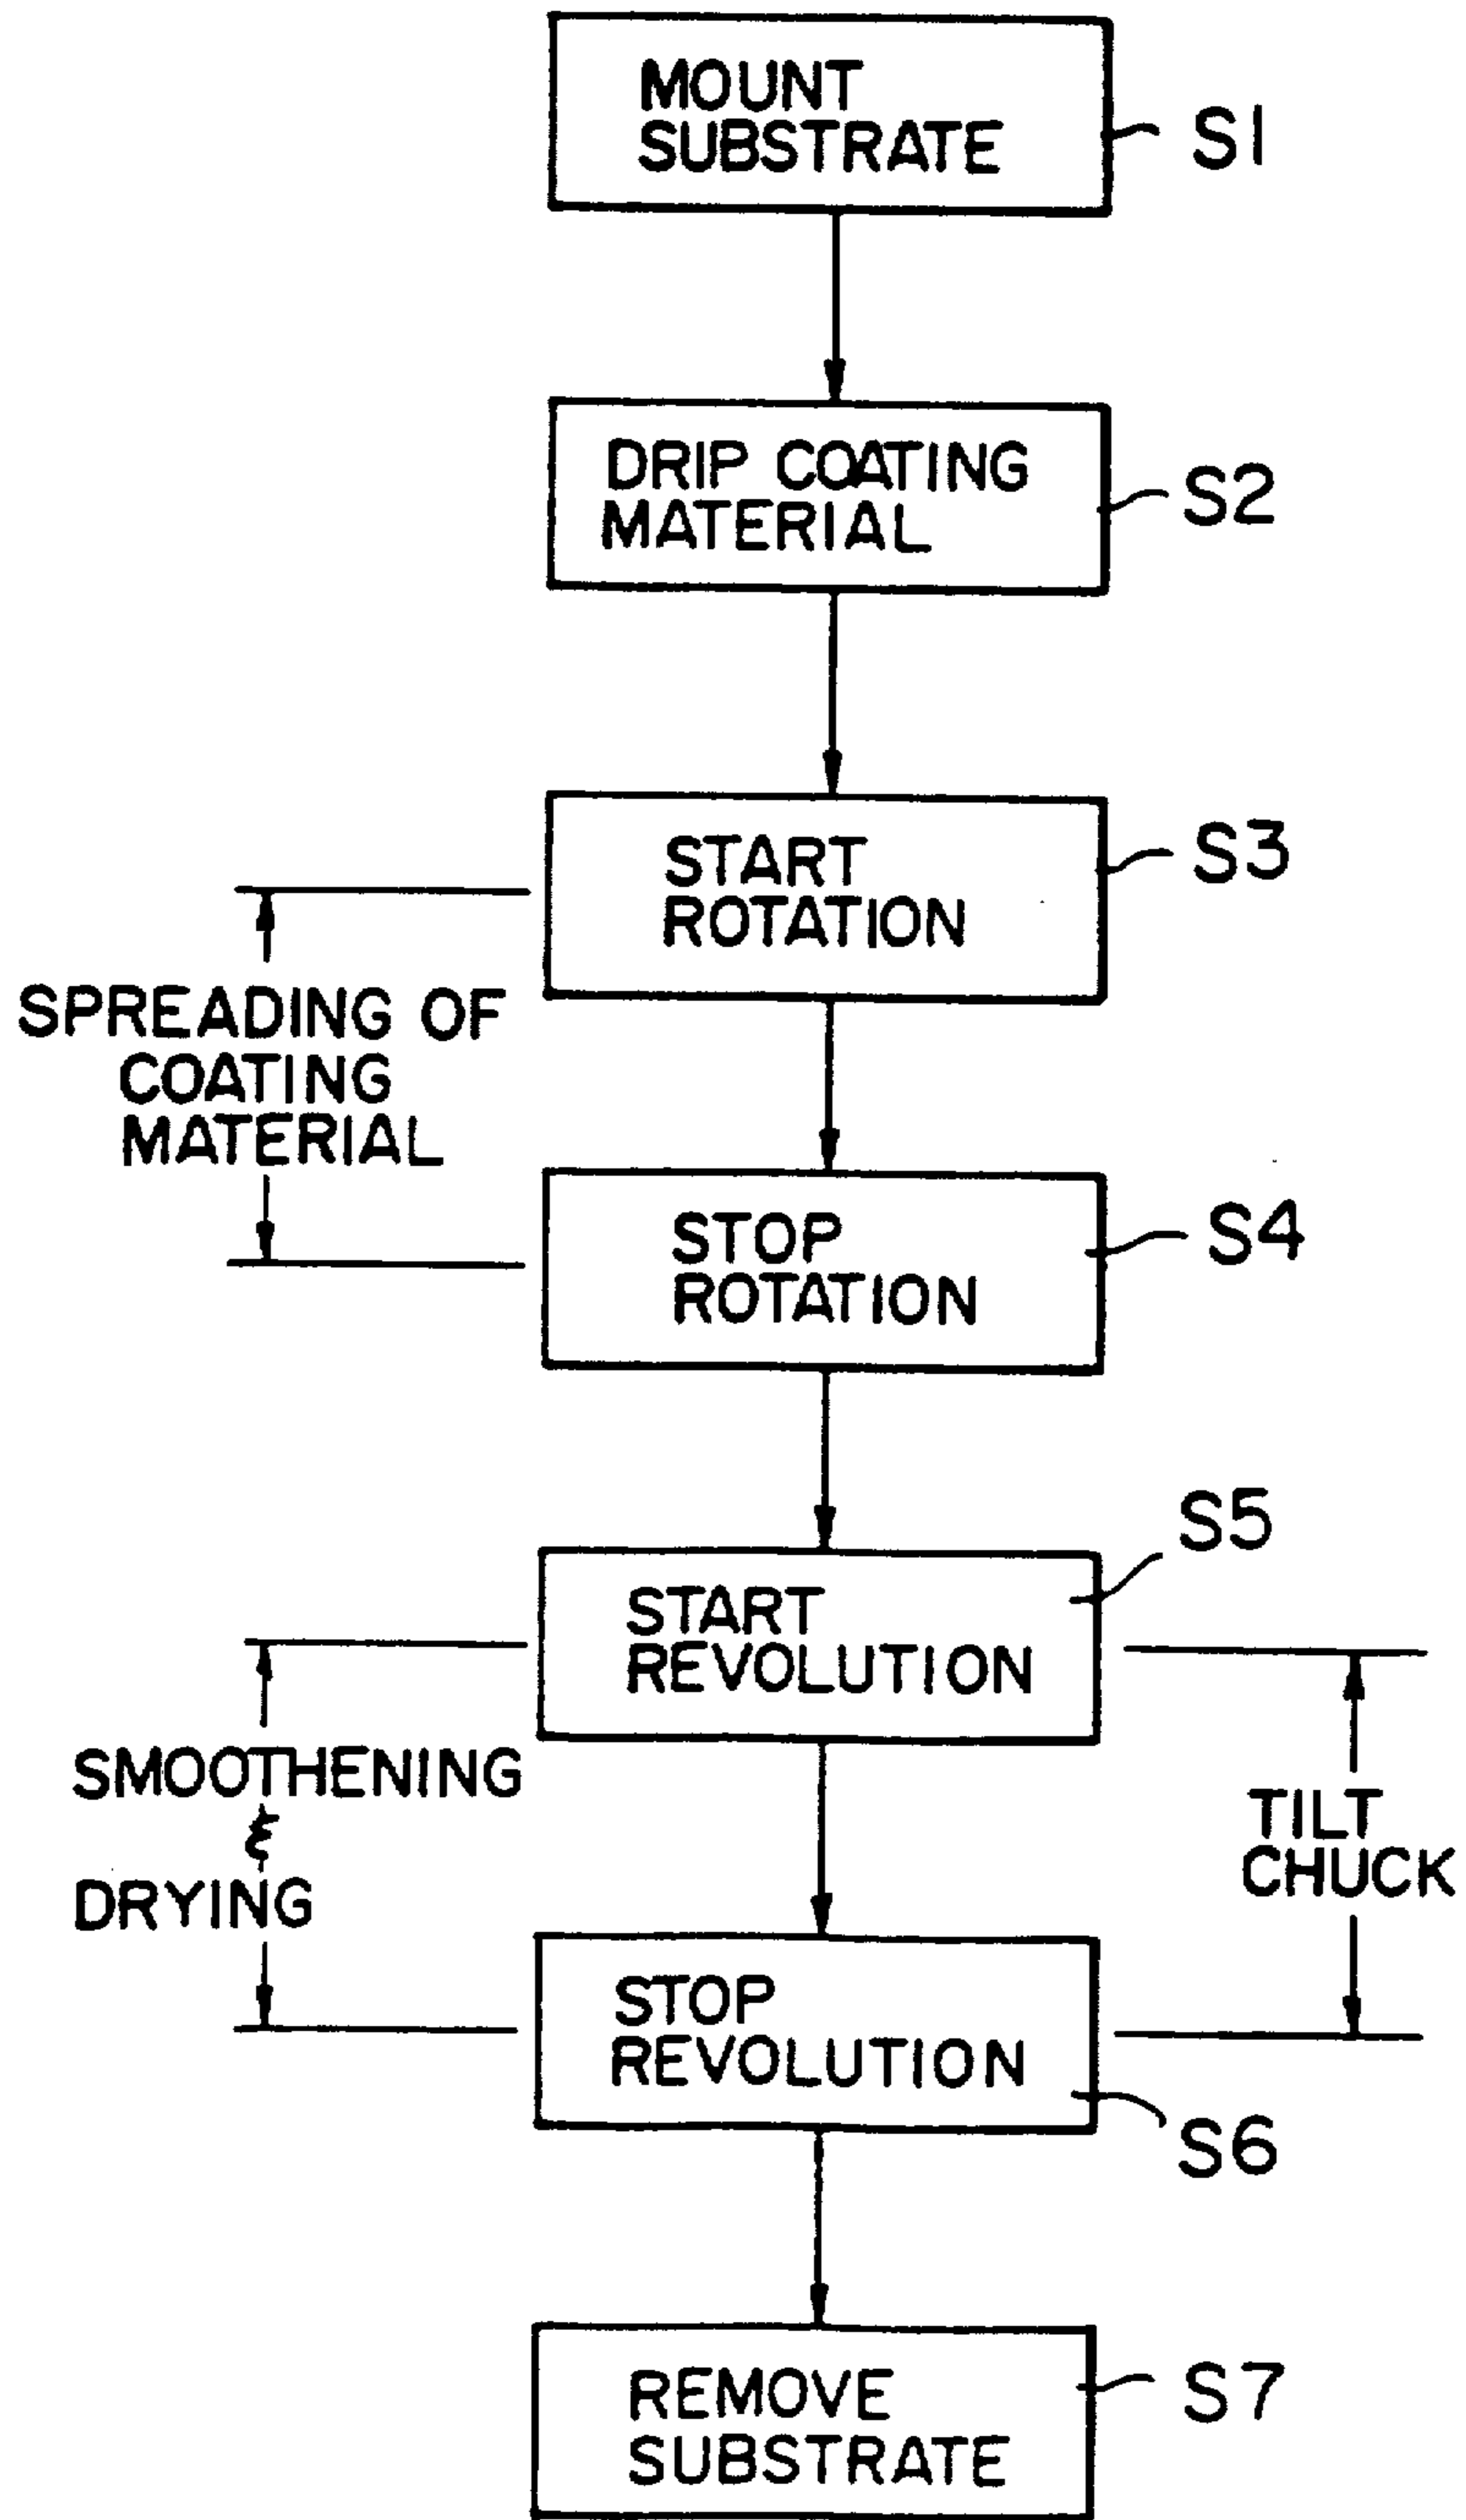 MOUNT
SUBSTRATE
S1
DRIP COATING
MATERIAL
S2
START
ROTATION
S3
SPREADING OF
COATING
MATERIAL
STOP
ROTATION
S4
START
REVOLUTION
S5
SMOOTHENING
&
DRYING
TILT
CHUCK
STOP
REVOLUTION
S6
REMOVE
SUBSTRATE
S7